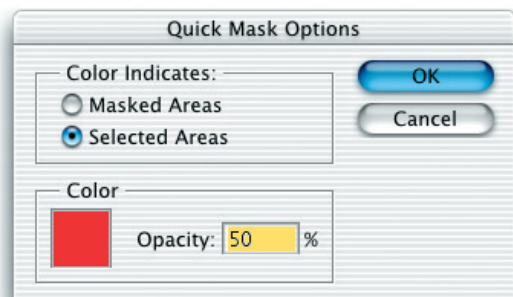 Quick Mask Options
Color Indicates:
Masked Areas
Selected Areas
OK
Cancel
Color
Opacity: 50 %